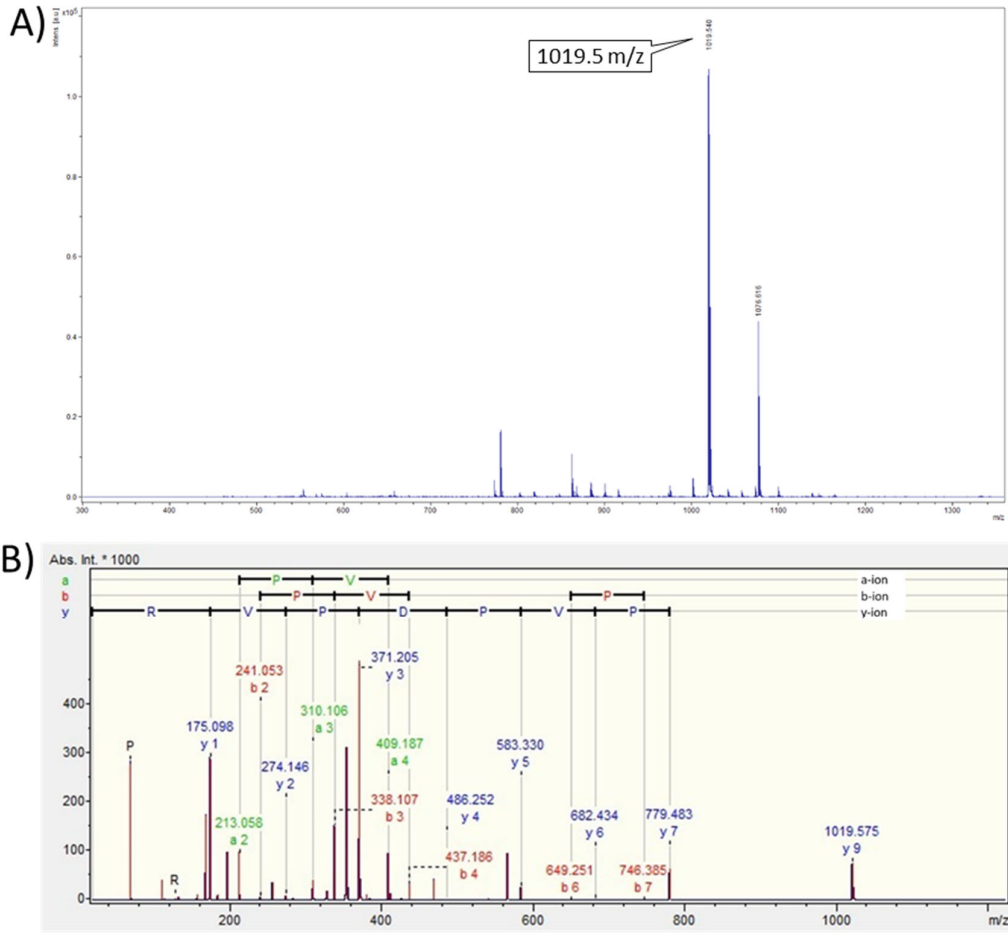 A)
Intens. [a.u.]
x10⁵
1019.5 m/z
1019.540
1.0
0.8
0.6
0.4
1076.616
0.2
0.0
300 400 500 600 700 800 900 1000 1100 1200 1300
m/z
B)
Abs. Int. * 1000
a P V a-ion
b P V P b-ion
y R V P D P V P y-ion
371.205
y 3
241.053
b 2
400
310.106
a 3
175.098
y 1
409.187
a 4
583.330
y 5
P
300
274.146
y 2
486.252
y 4
338.107
b 3
200
213.058
a 2
682.434
y 6
779.483
y 7
1019.575
y 9
437.186
b 4
649.251
b 6
746.385
b 7
100
R
0
200 400 600 800 1000 m/z